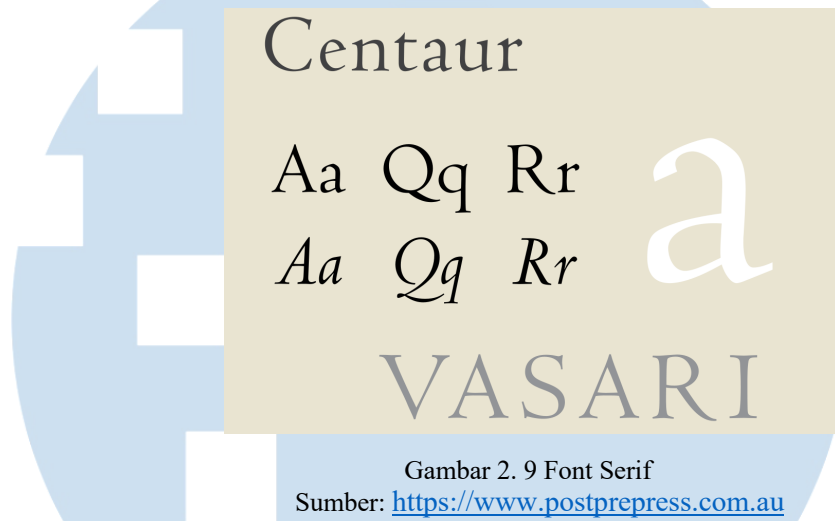 Centaur
Aa Qq Rr
a
Aa Qq Rr
VASARI
Gambar 2. 9 Font Serif
Sumber: https://www.postprepress.com.au